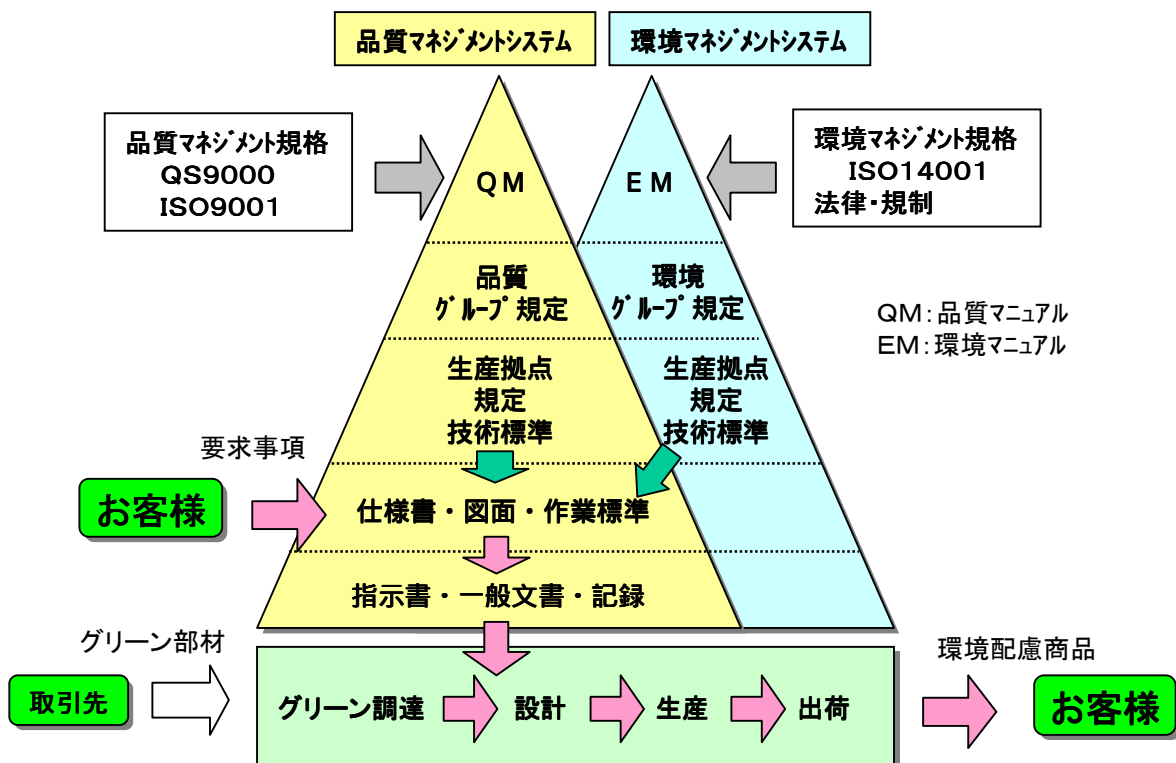 品質マネジメントシステム
環境マネジメントシステム
品質マネジメント規格
QS9000
ISO9001
環境マネジメント規格
ISO14001
法律・規制
QM
EM
品質
グループ規定
環境
グループ規定
QM:品質マニュアル
EM:環境マニュアル
生産拠点
規定
技術標準
生産拠点
規定
技術標準
要求事項
お客様
仕様書・図面・作業標準
指示書・一般文書・記録
グリーン部材
取引先
グリーン調達
設計
生産
出荷
環境配慮商品
お客様